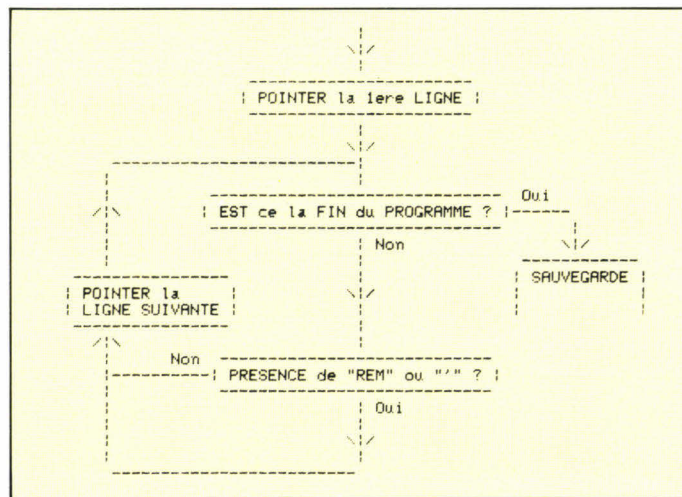 POINTER la 1ere LIGNE
Oui
EST ce la FIN du PROGRAMME ?
Non
SAUVEGARDE
POINTER la
LIGNE SUIVANTE
Non
PRESENCE de "REM" ou "'" ?
Oui